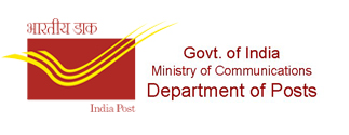 भारतीय डाक
India Post
Govt. of India
Ministry of Communications
Department of Posts